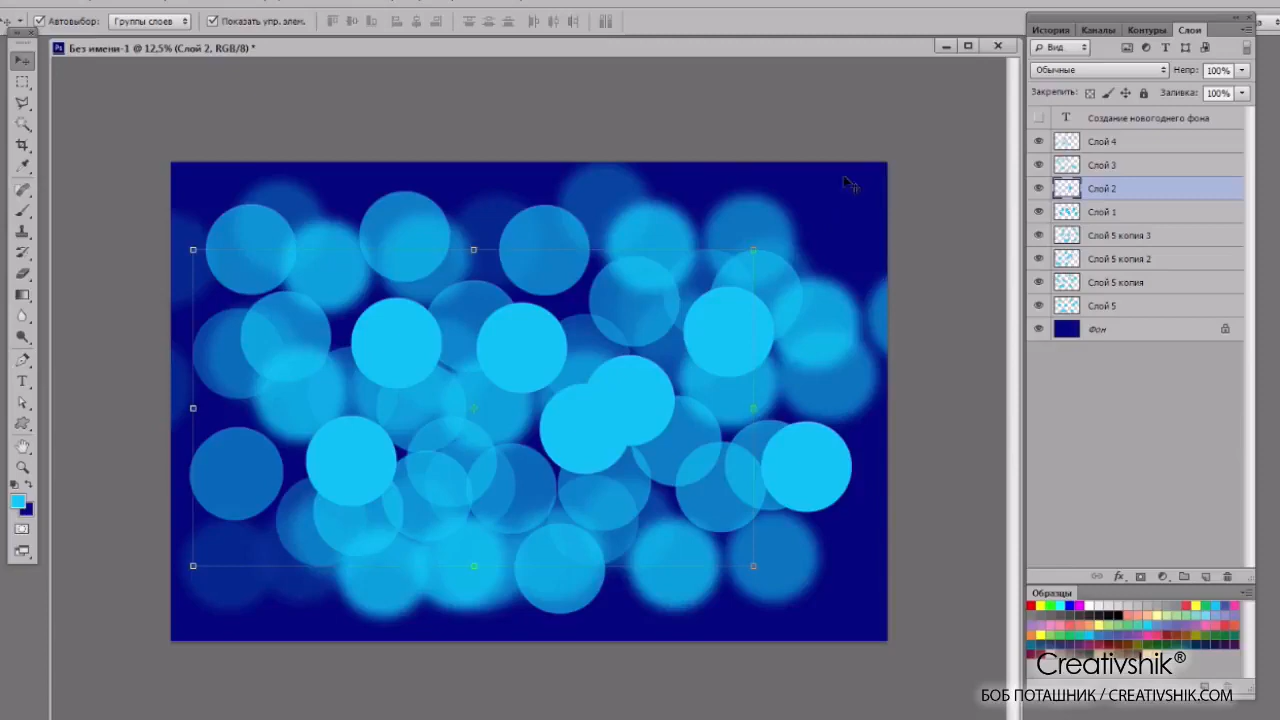 Автовыбор: Группы слоев Показать упр. элем.
Без имени-1 @ 12,5% (Слой 2, RGB/8) *
История Каналы Контуры Слои
Вид
Обычные Непр: 100%
Закрепить: Заливка: 100%
T Создание новогоднего фона
Слой 4
Слой 3
Слой 2
Слой 1
Слой 5 копия 3
Слой 5 копия 2
Слой 5 копия
Слой 5
Фон
Образцы
Creativshik®
БОБ ПОТАШНИК / CREATIVSHIK.COM